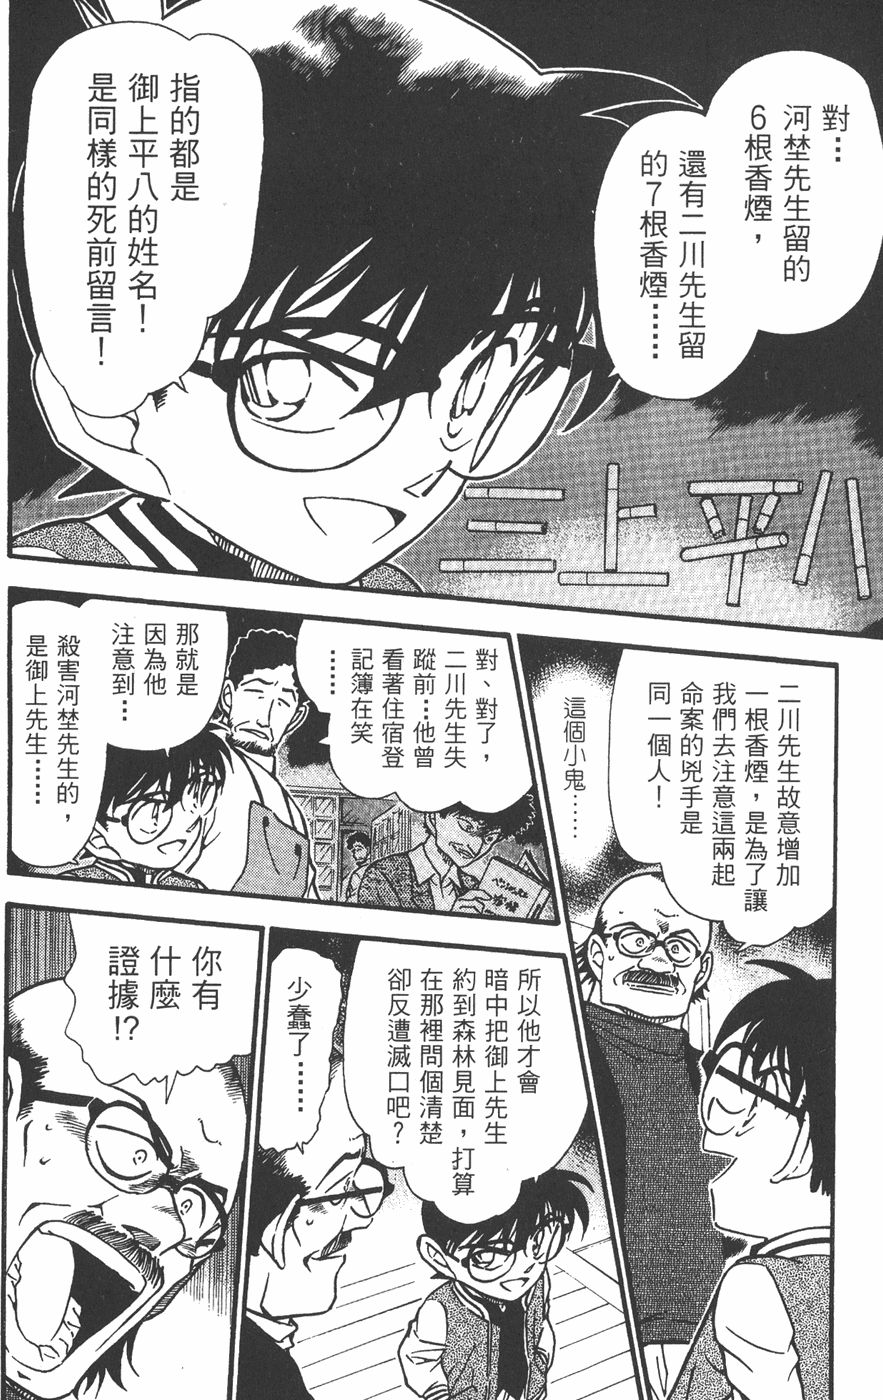 對…
河埜先生留的
6根香煙，
還有二川先生留
的7根香煙……
指的都是
御上平八的姓名！
是同樣的死前留言！
三上平八
二川先生故意增加
一根香煙，是為了讓
我們去注意這兩起
命案的兇手是
同一個人！
這個小鬼……
對、對了，
二川先生失
蹤前…他曾
看著住宿登
記簿在笑
……
那就是
因為他
注意到…
殺害河埜先生的，
是御上先生……
所以他才會
暗中把御上先生
約到森林見面，打算
在那裡問個清楚
卻反遭滅口吧？
少蠢了……
你有
什麼
證據!?